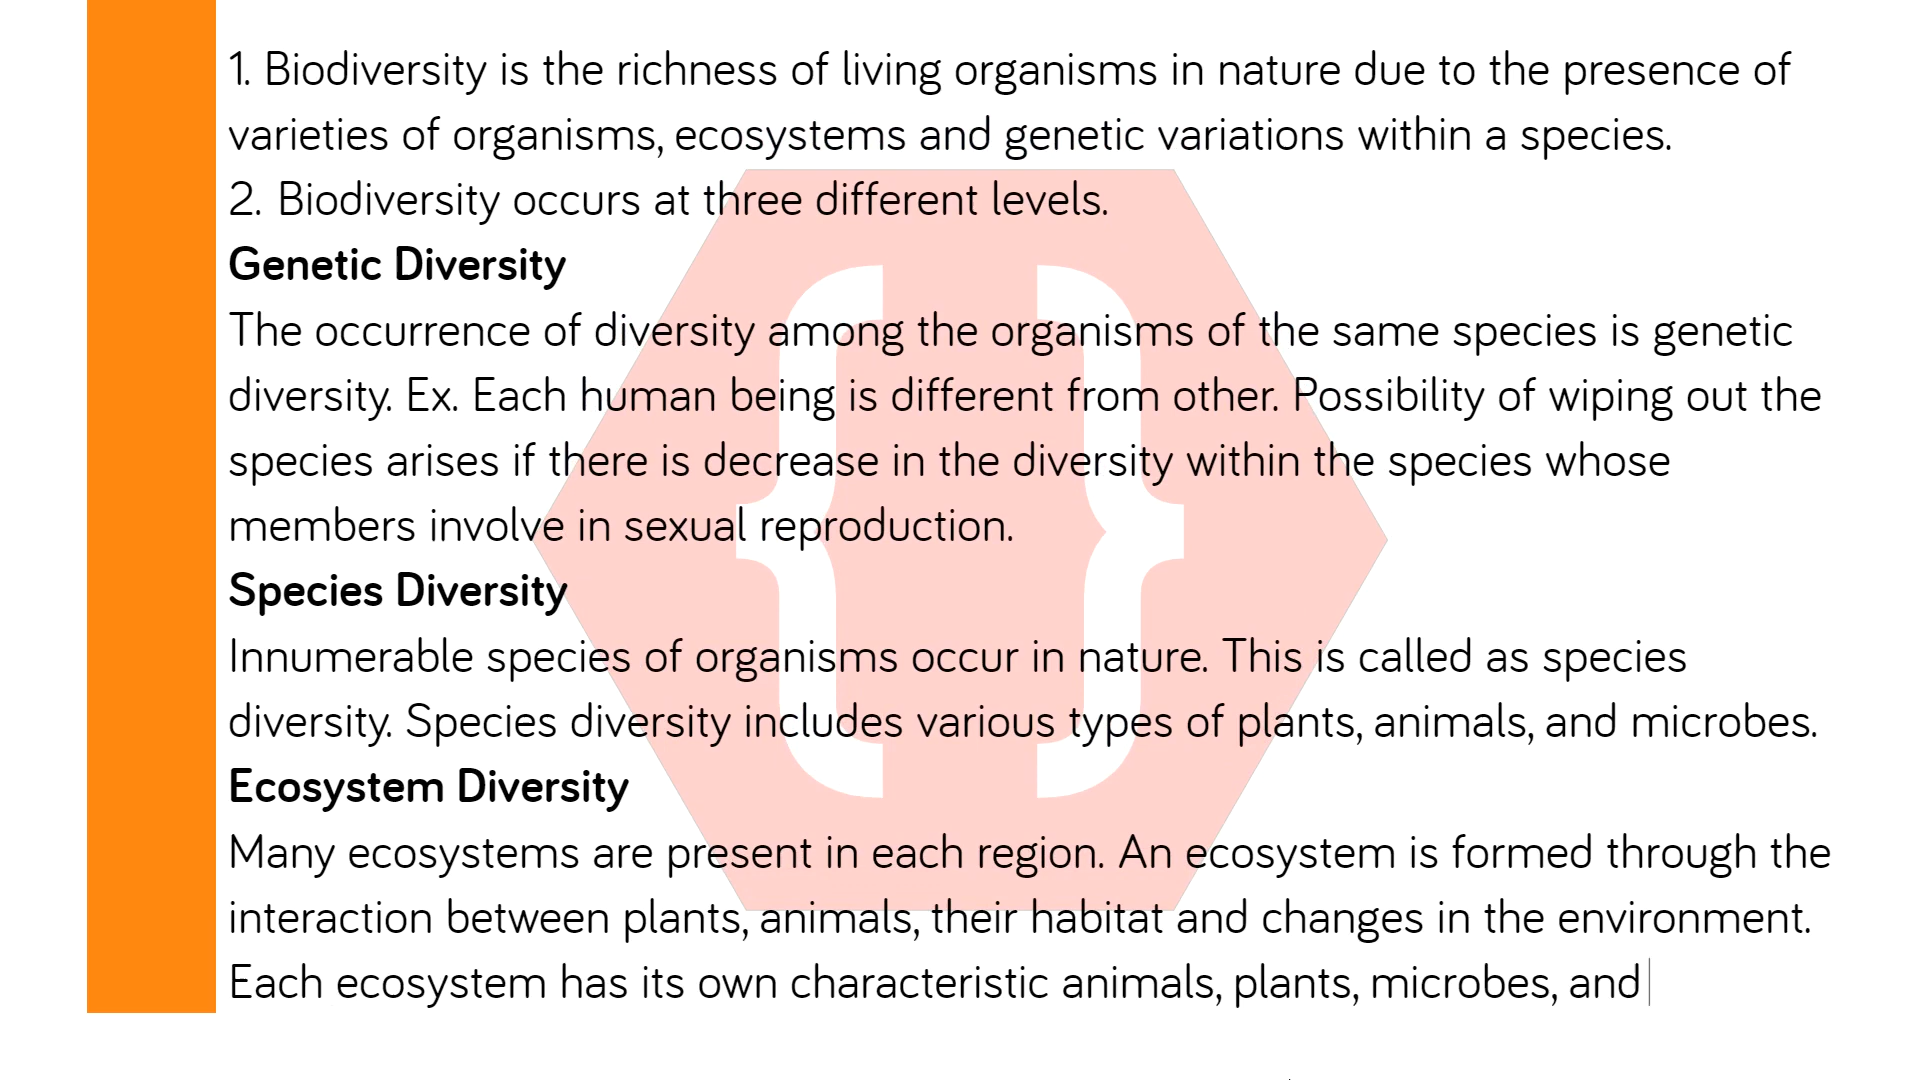 1. Biodiversity is the richness of living organisms in nature due to the presence of
varieties of organisms, ecosystems and genetic variations within a species.
2. Biodiversity occurs at three different levels.
Genetic Diversity
The occurrence of diversity among the organisms of the same species is genetic
diversity. Ex. Each human being is different from other. Possibility of wiping out the
species arises if there is decrease in the diversity within the species whose
members involve in sexual reproduction.
Species Diversity
Innumerable species of organisms occur in nature. This is called as species
diversity. Species diversity includes various types of plants, animals, and microbes.
Ecosystem Diversity
Many ecosystems are present in each region. An ecosystem is formed through the
interaction between plants, animals, their habitat and changes in the environment.
Each ecosystem has its own characteristic animals, plants, microbes, and